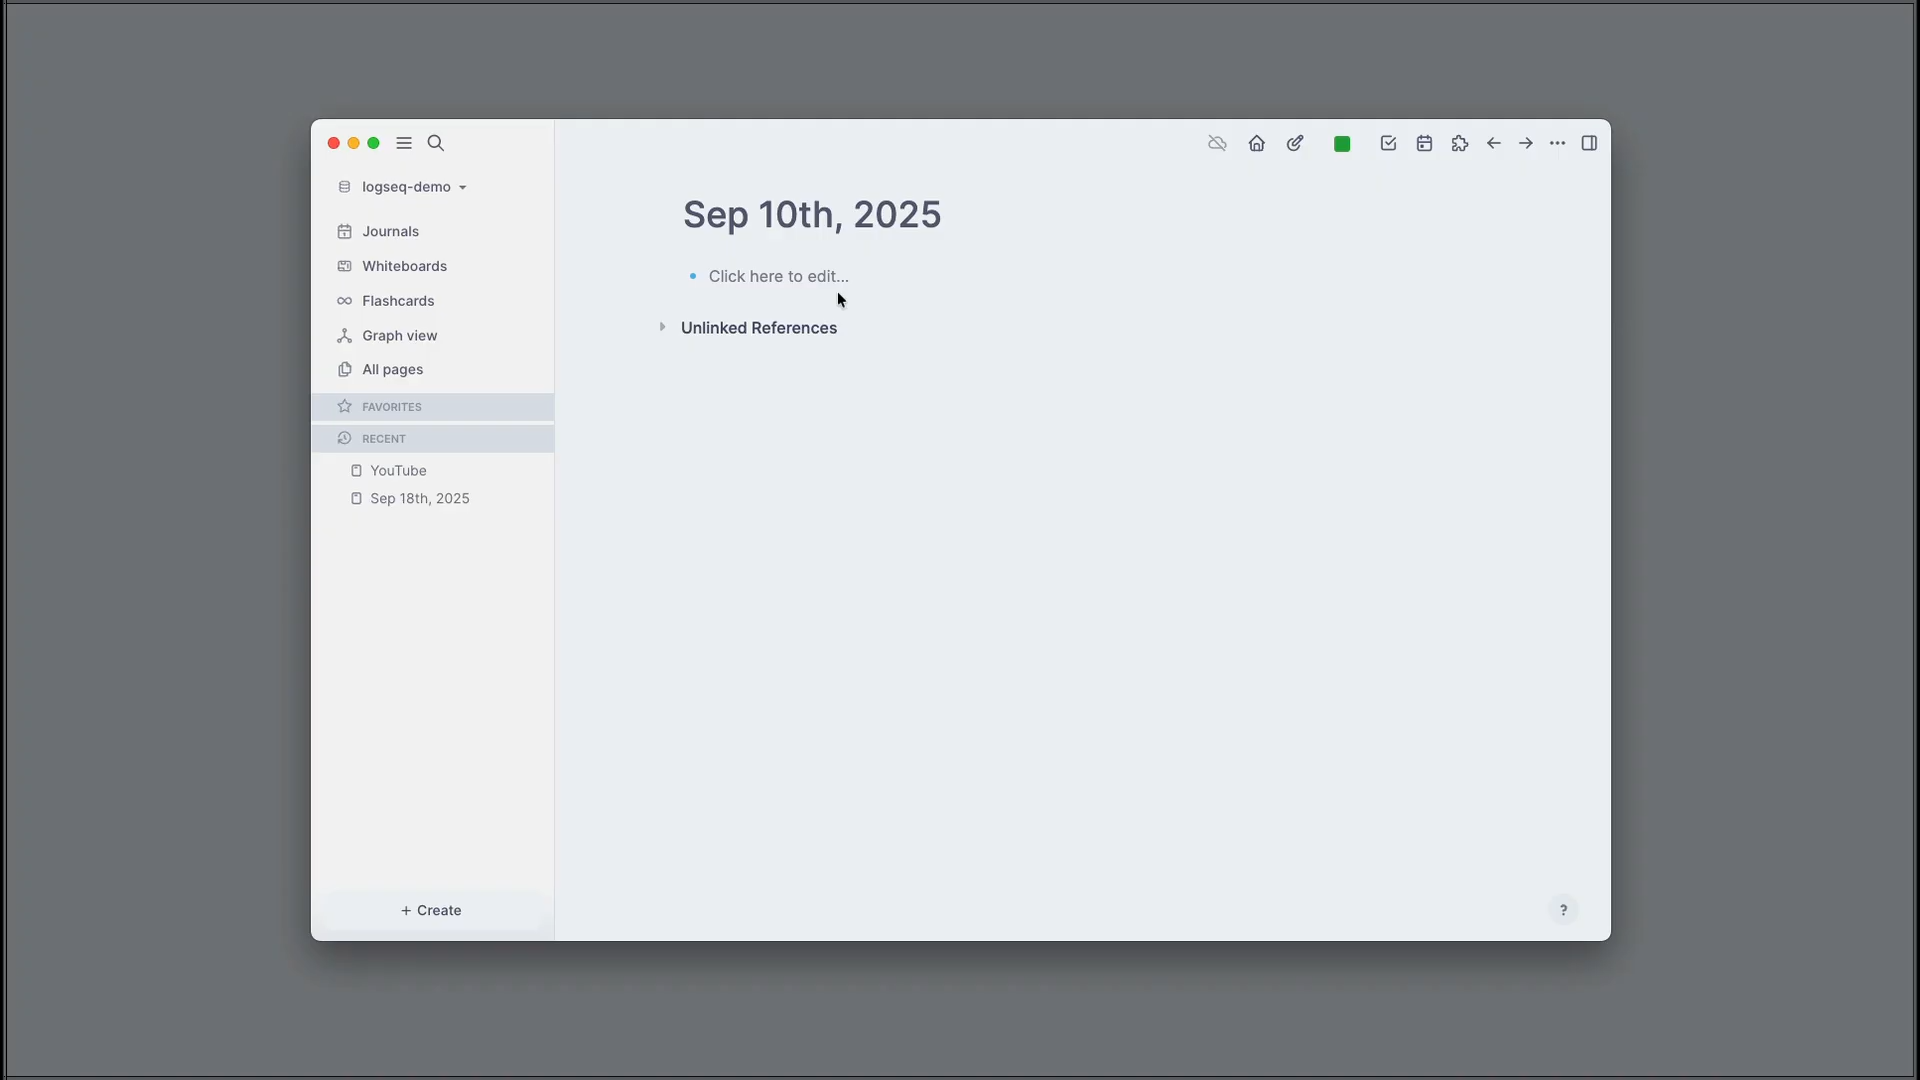 logseq-demo
Journals
Whiteboards
Flashcards
Graph view
All pages
FAVORITES
RECENT
YouTube
Sep 18th, 2025
+ Create
Sep 10th, 2025
Click here to edit...
Unlinked References
?